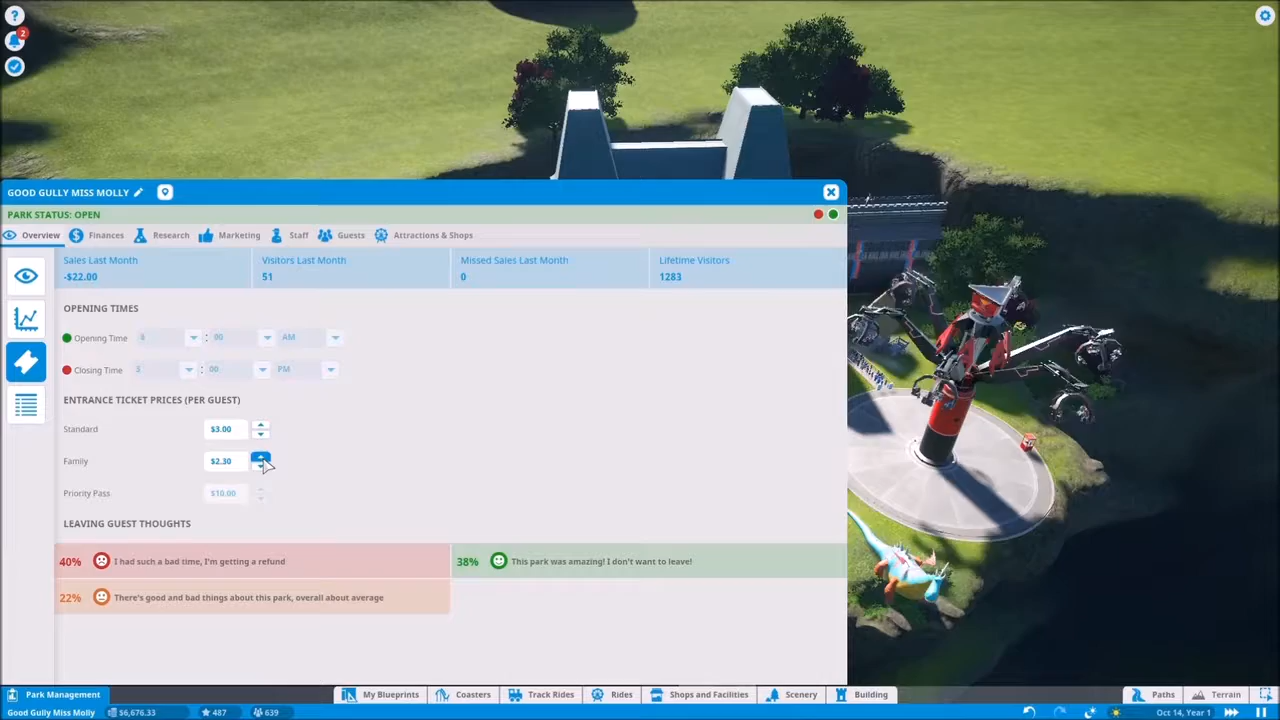 ?
2
GOOD GULLY MISS MOLLY
PARK STATUS: OPEN
Overview Finances Research Marketing Staff Guests Attractions & Shops
Sales Last Month Visitors Last Month Missed Sales Last Month Lifetime Visitors
-$22.00 51 0 1283
OPENING TIMES
Opening Time 8 : 00 AM
Closing Time : 00 PM
ENTRANCE TICKET PRICES (PER GUEST)
Standard $3.00
Family $2.30
Priority Pass $10.00
LEAVING GUEST THOUGHTS
40% I had such a bad time, I'm getting a refund 38% This park was amazing! I don't want to leave!
22% There's good and bad things about this park, overall about average
Park Management My Blueprints Coasters Track Rides Rides Shops and Facilities Scenery Building Paths Terrain
Good Gully Miss Molly $6,676.33 487 639 Oct 14, Year 1